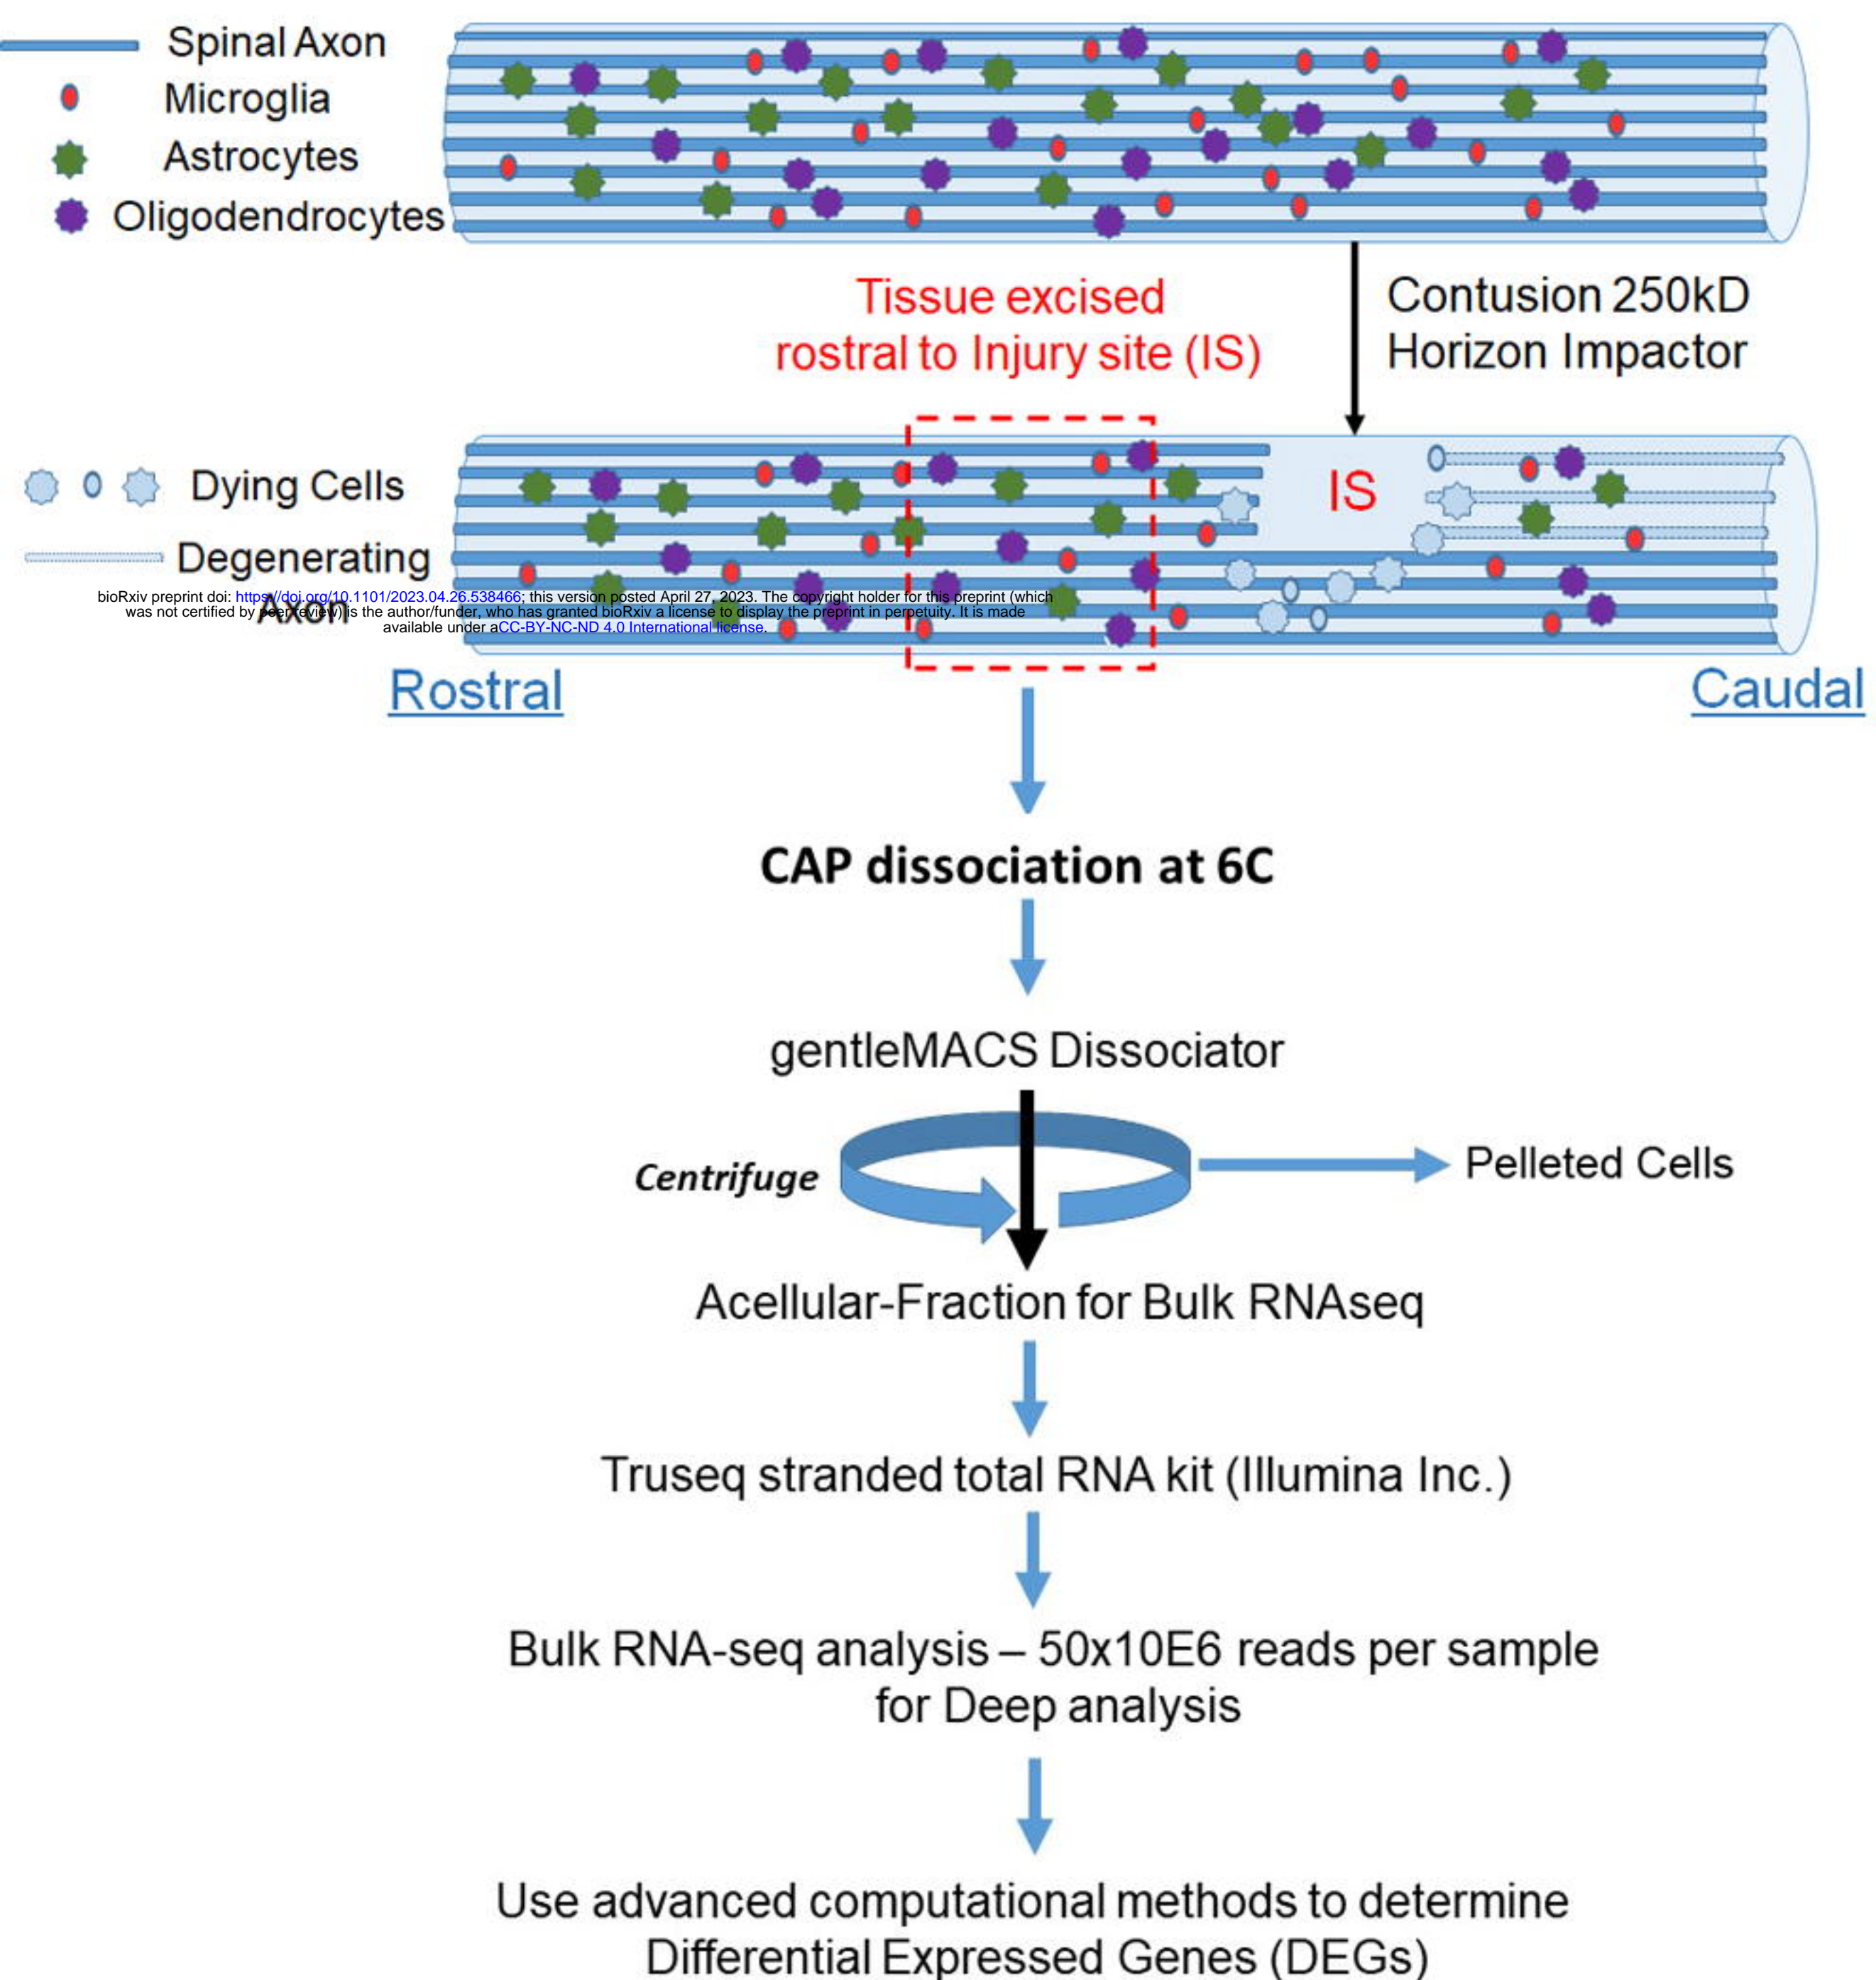 Spinal Axon
Microglia
Astrocytes
Oligodendrocytes
Tissue excised
rostral to Injury site (IS)
Contusion 250kD
Horizon Impactor
Dying Cells
IS
Degenerating
Axon
bioRxiv preprint doi: https://doi.org/10.1101/2023.04.26.538466; this version posted April 27, 2023. The copyright holder for this preprint (which
was not certified by peer review) is the author/funder, who has granted bioRxiv a license to display the preprint in perpetuity. It is made
available under aCC-BY-NC-ND 4.0 International license.
Rostral
Caudal
CAP dissociation at 6C
gentleMACS Dissociator
Centrifuge
Pelleted Cells
Acellular-Fraction for Bulk RNAseq
Truseq stranded total RNA kit (Illumina Inc.)
Bulk RNA-seq analysis – 50x10E6 reads per sample
for Deep analysis
Use advanced computational methods to determine
Differential Expressed Genes (DEGs)